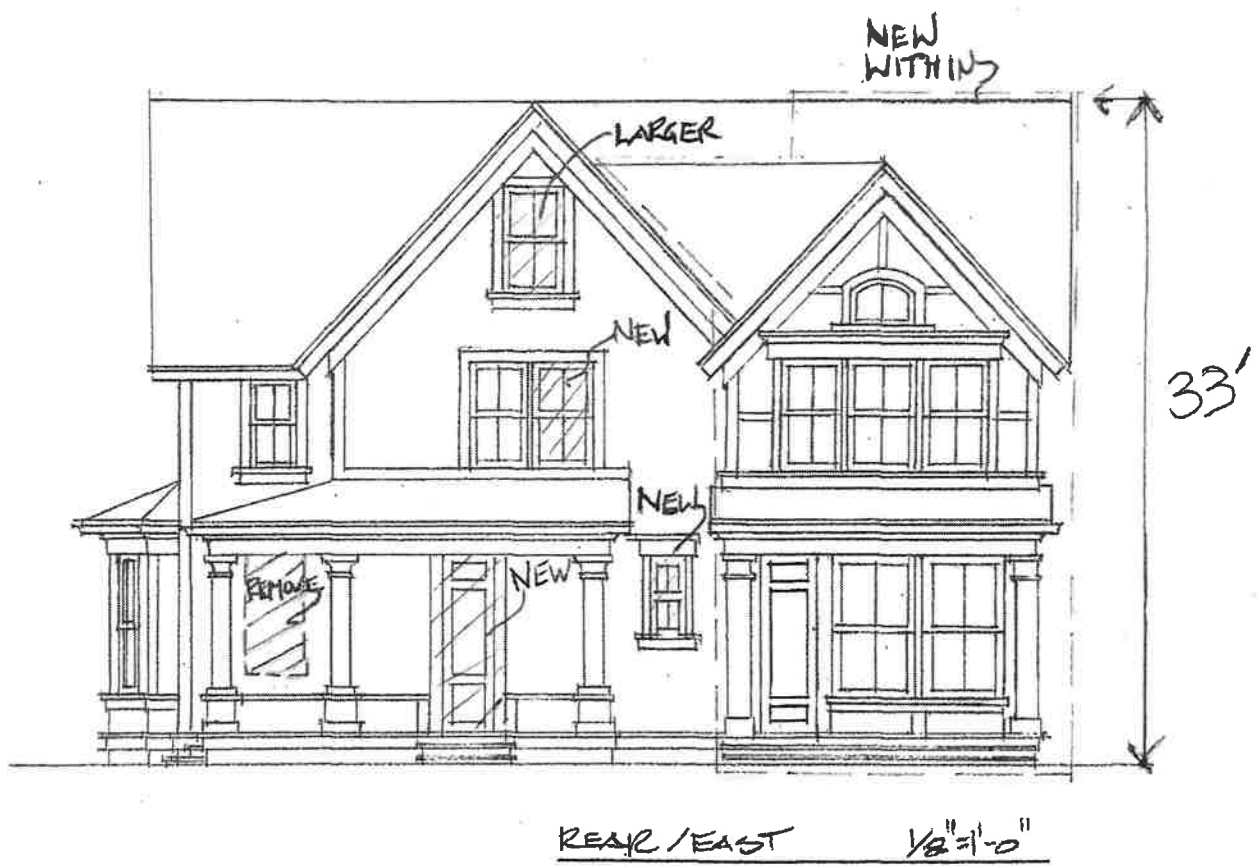 NEW
WITHIN
LARGER
NEW
33'
NEW
REMOVE
NEW
REAR/EAST 1/8"=1'-0"